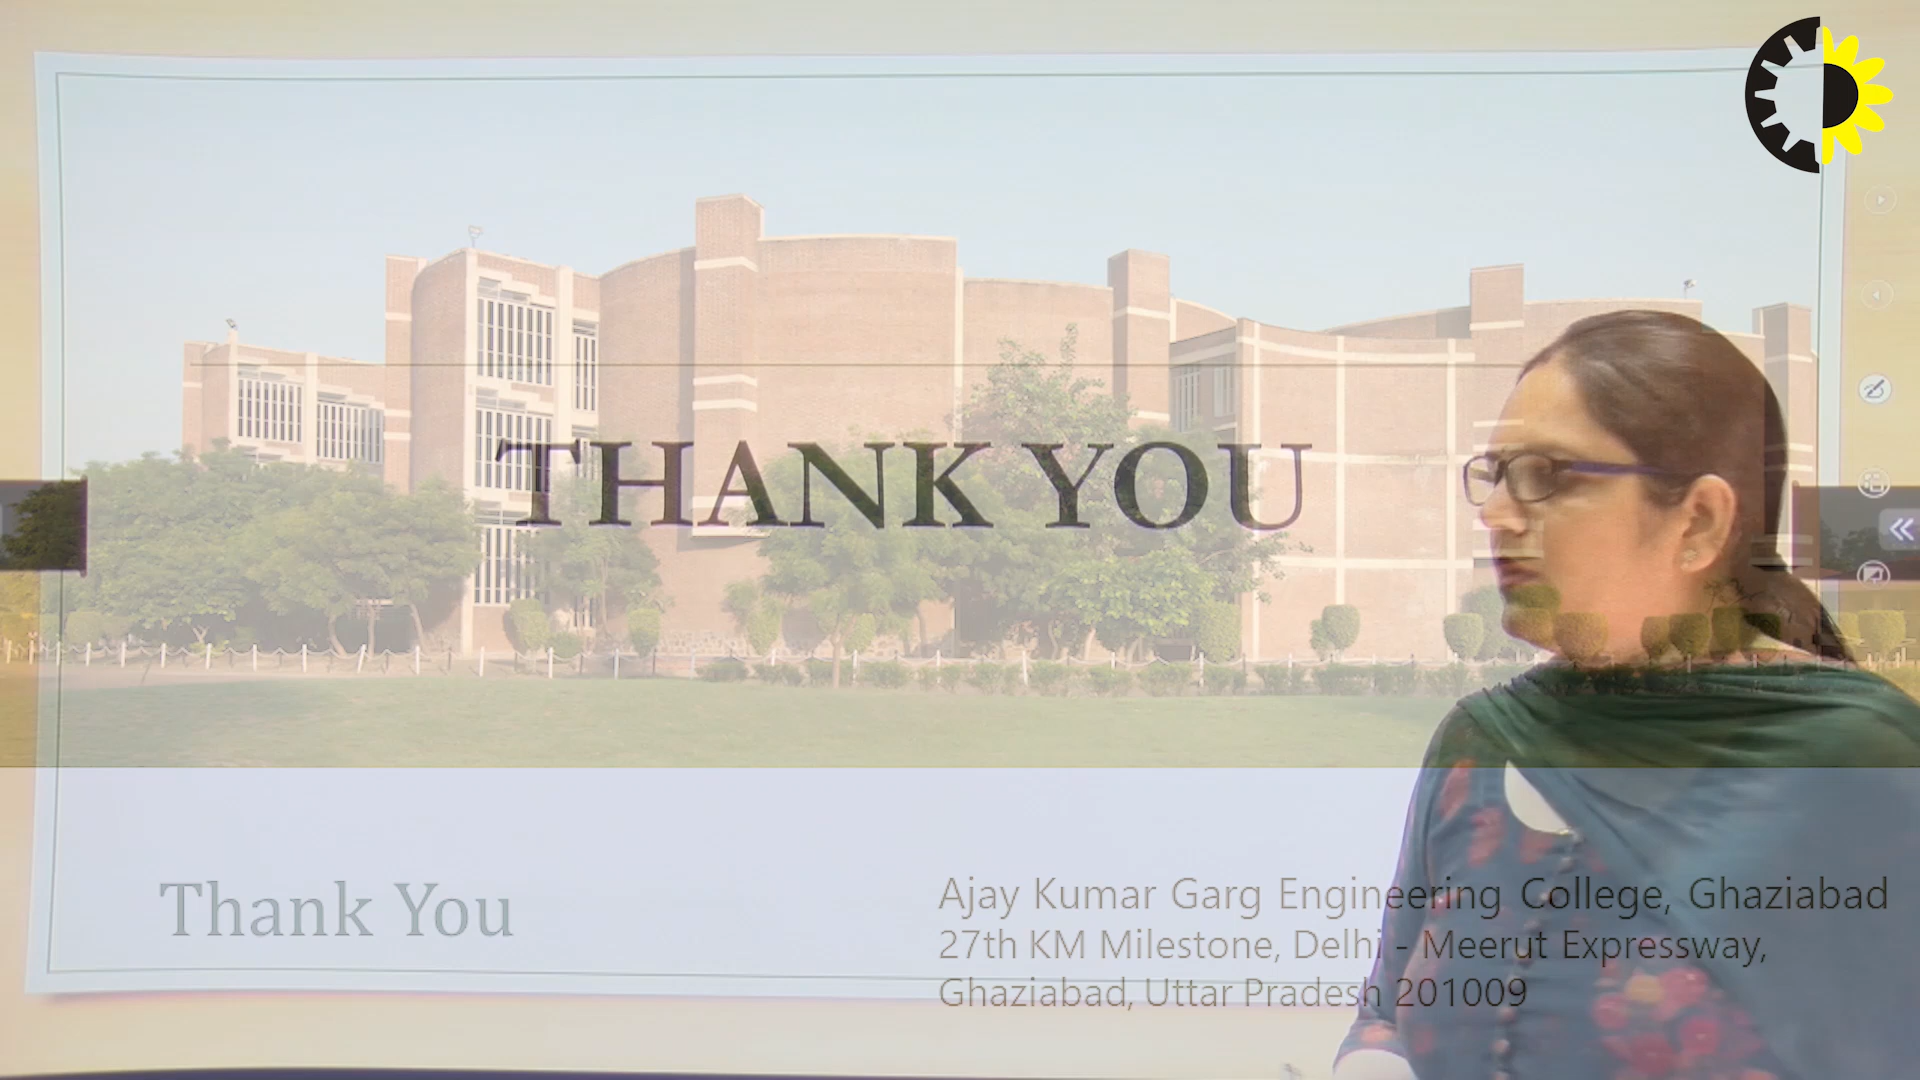 THANK YOU
Thank You
Ajay Kumar Garg Engineering College, Ghaziabad
27th KM Milestone, Delhi - Meerut Expressway,
Ghaziabad, Uttar Pradesh 201009